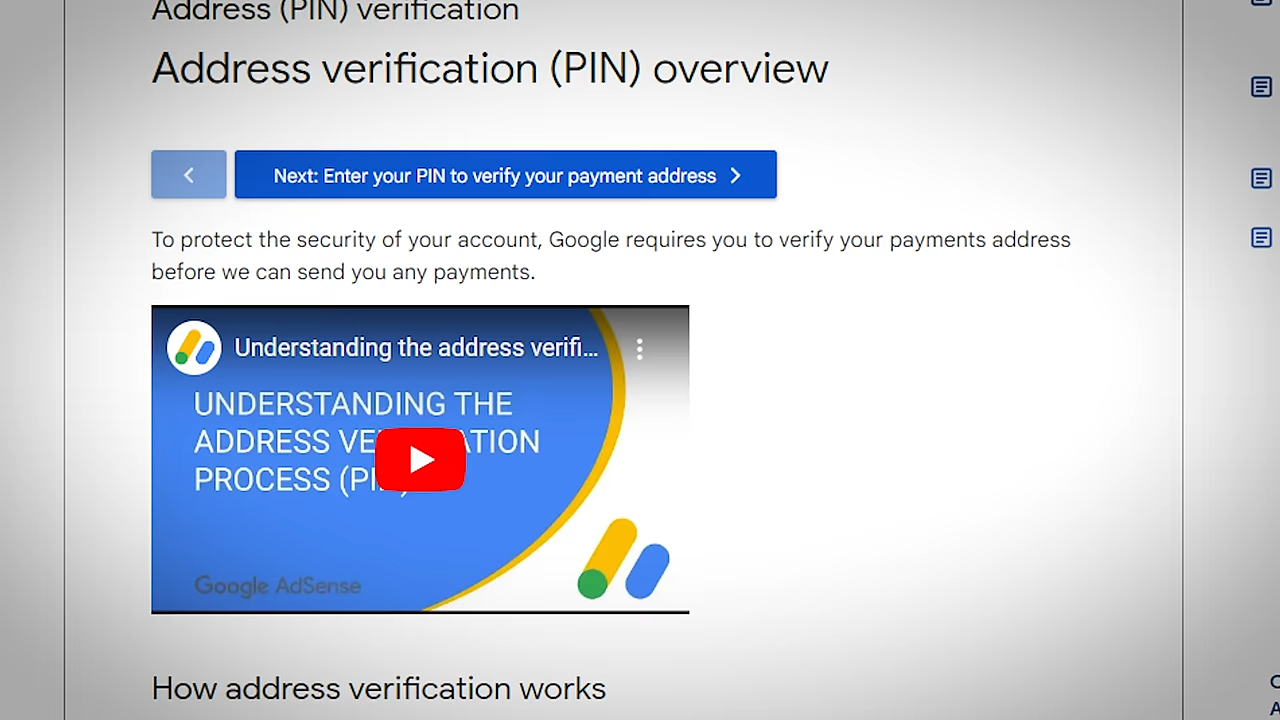 Address (PIN) verification
Address verification (PIN) overview
Next: Enter your PIN to verify your payment address
To protect the security of your account, Google requires you to verify your payments address
before we can send you any payments.
Understanding the address verifi...
UNDERSTANDING THE
ADDRESS VE ATION
PROCESS (PI
Google AdSense
How address verification works